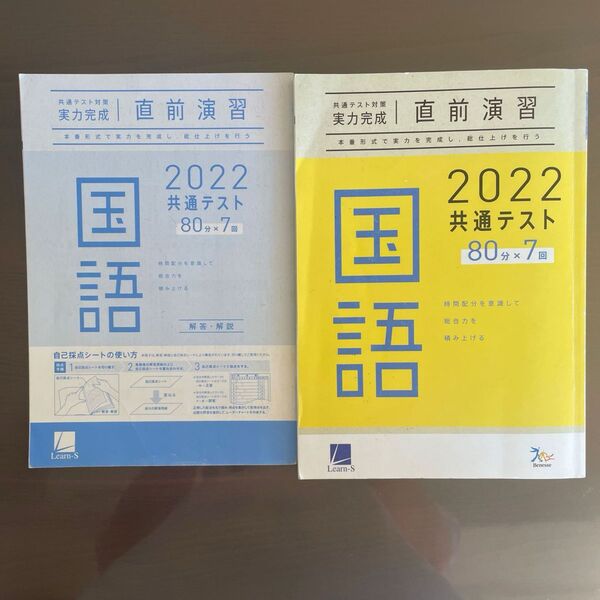 共通テスト対策
実力完成
直前演習
本番形式で実力を完成し、総仕上げを行う
2022
共通テスト
80分×7回
国語
時間配分を意識して
総合力を
積み上げる
解答・解説
自己採点シートの使い方
Learn-S
共通テスト対策
実力完成
直前演習
本番形式で実力を完成し、総仕上げを行う
2022
共通テスト
80分×7回
国語
時間配分を意識して
総合力を
積み上げる
Learn-S
Benesse